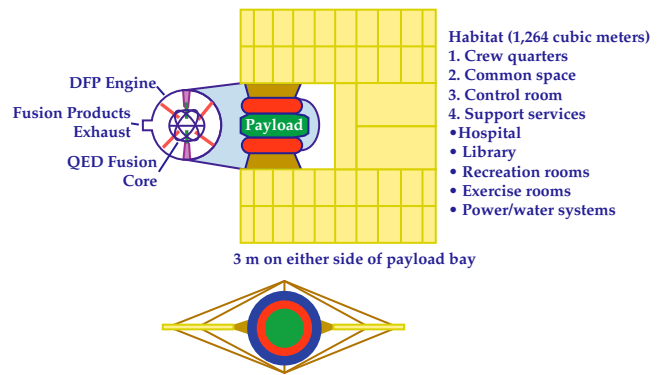 DFP Engine
Fusion Products
Exhaust
QED Fusion
Core
Payload
Habitat (1,264 cubic meters)
1. Crew quarters
2. Common space
3. Control room
4. Support services
•Hospital
• Library
• Recreation rooms
• Exercise rooms
• Power/water systems
3 m on either side of payload bay